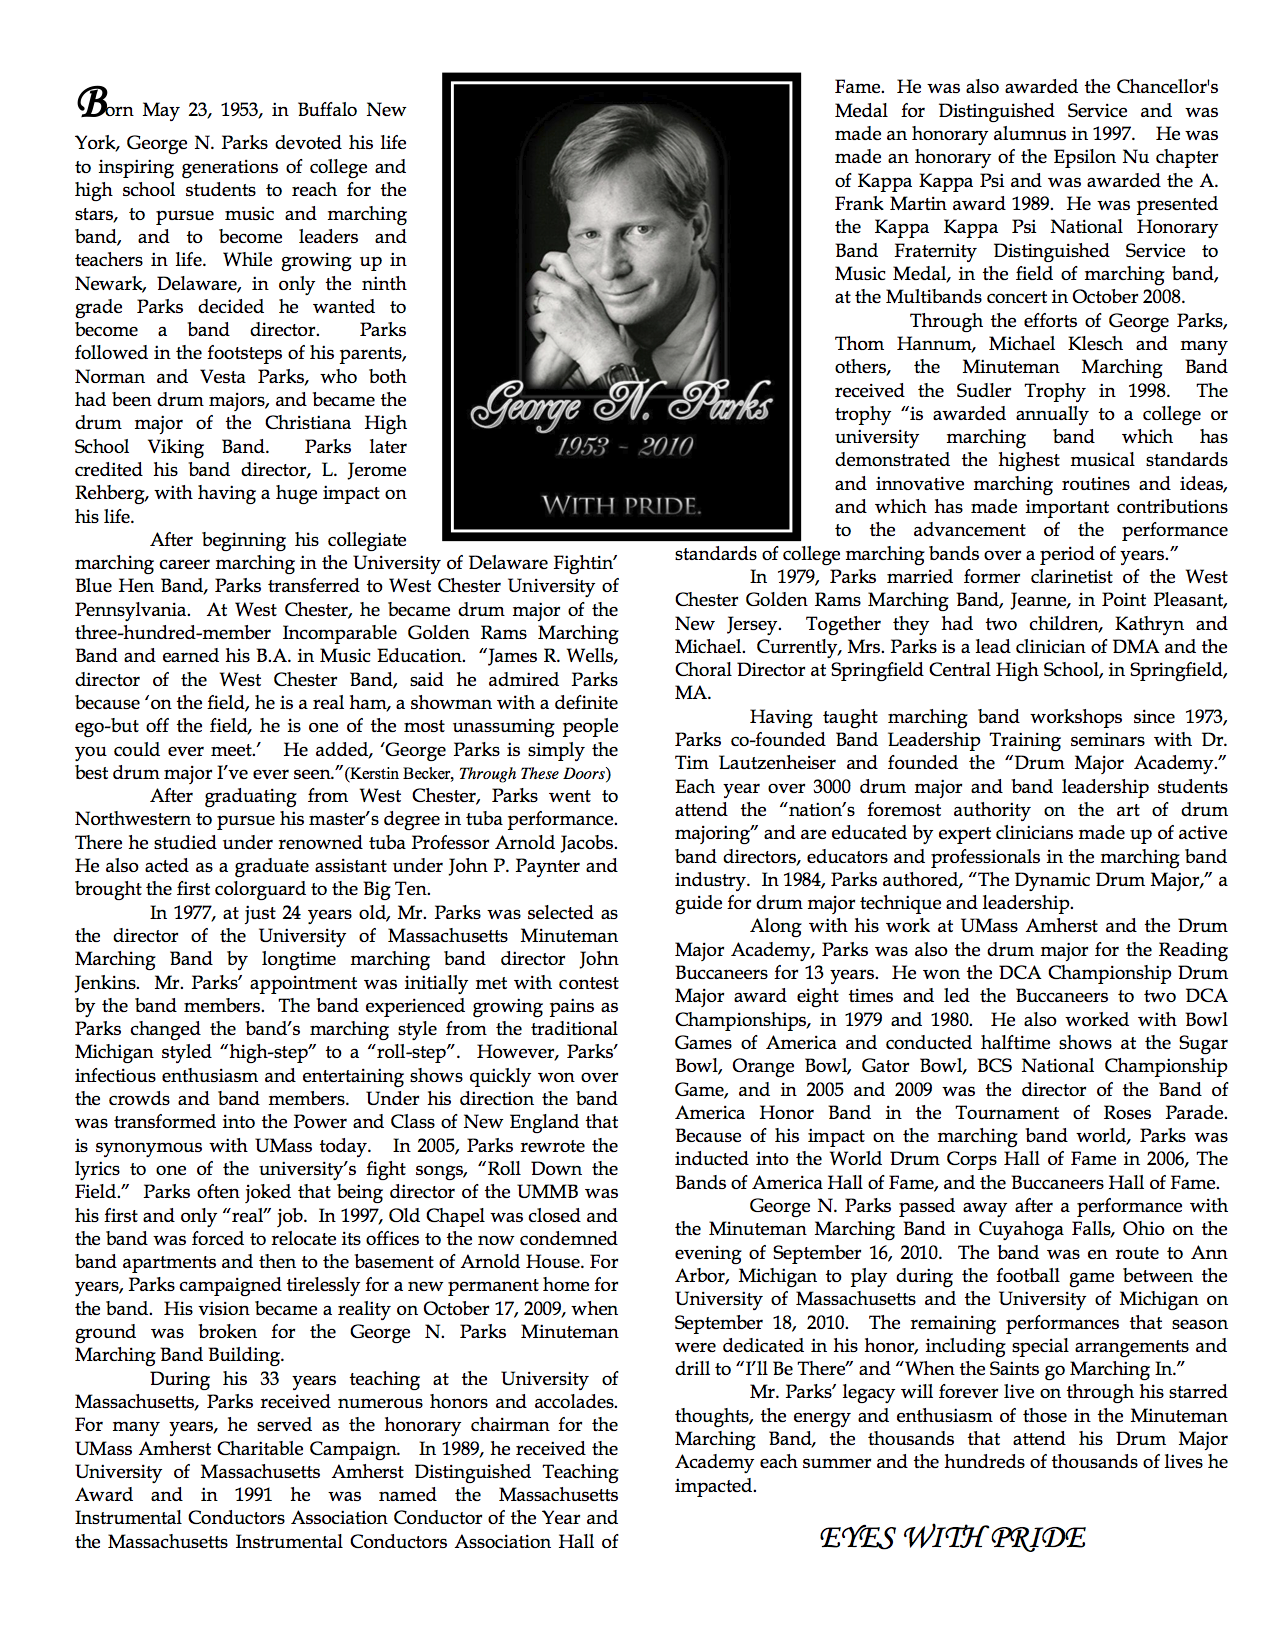 Born May 23, 1953, in Buffalo New
York, George N. Parks devoted his life
to inspiring generations of college and
high school students to reach for the
stars, to pursue music and marching
band, and to become leaders and
teachers in life. While growing up in
Newark, Delaware, in only the ninth
grade Parks decided he wanted to
become a band director. Parks
followed in the footsteps of his parents,
Norman and Vesta Parks, who both
had been drum majors, and became the
drum major of the Christiana High
School Viking Band. Parks later
credited his band director, L. Jerome
Rehberg, with having a huge impact on
his life.
After beginning his collegiate
marching career marching in the University of Delaware Fightin'
Blue Hen Band, Parks transferred to West Chester University of
Pennsylvania. At West Chester, he became drum major of the
three-hundred-member Incomparable Golden Rams Marching
Band and earned his B.A. in Music Education. “James R. Wells,
director of the West Chester Band, said he admired Parks
because ‘on the field, he is a real ham, a showman with a definite
ego-but off the field, he is one of the most unassuming people
you could ever meet.’ He added, ‘George Parks is simply the
best drum major I’ve ever seen.”(Kerstin Becker, Through These Doors)
After graduating from West Chester, Parks went to
Northwestern to pursue his master’s degree in tuba performance.
There he studied under renowned tuba Professor Arnold Jacobs.
He also acted as a graduate assistant under John P. Paynter and
brought the first colorguard to the Big Ten.
In 1977, at just 24 years old, Mr. Parks was selected as
the director of the University of Massachusetts Minuteman
Marching Band by longtime marching band director John
Jenkins. Mr. Parks’ appointment was initially met with contest
by the band members. The band experienced growing pains as
Parks changed the band’s marching style from the traditional
Michigan styled “high-step” to a “roll-step”. However, Parks’
infectious enthusiasm and entertaining shows quickly won over
the crowds and band members. Under his direction the band
was transformed into the Power and Class of New England that
is synonymous with UMass today. In 2005, Parks rewrote the
lyrics to one of the university’s fight songs, “Roll Down the
Field.” Parks often joked that being director of the UMMB was
his first and only “real” job. In 1997, Old Chapel was closed and
the band was forced to relocate its offices to the now condemned
band apartments and then to the basement of Arnold House. For
years, Parks campaigned tirelessly for a new permanent home for
the band. His vision became a reality on October 17, 2009, when
ground was broken for the George N. Parks Minuteman
Marching Band Building.
During his 33 years teaching at the University of
Massachusetts, Parks received numerous honors and accolades.
For many years, he served as the honorary chairman for the
UMass Amherst Charitable Campaign. In 1989, he received the
University of Massachusetts Amherst Distinguished Teaching
Award and in 1991 he was named the Massachusetts
Instrumental Conductors Association Conductor of the Year and
the Massachusetts Instrumental Conductors Association Hall of
George N. Parks
1953 - 2010
WITH PRIDE.
Fame. He was also awarded the Chancellor's
Medal for Distinguished Service and was
made an honorary alumnus in 1997. He was
made an honorary of the Epsilon Nu chapter
of Kappa Kappa Psi and was awarded the A.
Frank Martin award 1989. He was presented
the Kappa Kappa Psi National Honorary
Band Fraternity Distinguished Service to
Music Medal, in the field of marching band,
at the Multibands concert in October 2008.
Through the efforts of George Parks,
Thom Hannum, Michael Klesch and many
others, the Minuteman Marching Band
received the Sudler Trophy in 1998. The
trophy “is awarded annually to a college or
university marching band which has
demonstrated the highest musical standards
and innovative marching routines and ideas,
and which has made important contributions
to the advancement of the performance
standards of college marching bands over a period of years.”
In 1979, Parks married former clarinetist of the West
Chester Golden Rams Marching Band, Jeanne, in Point Pleasant,
New Jersey. Together they had two children, Kathryn and
Michael. Currently, Mrs. Parks is a lead clinician of DMA and the
Choral Director at Springfield Central High School, in Springfield,
MA.
Having taught marching band workshops since 1973,
Parks co-founded Band Leadership Training seminars with Dr.
Tim Lautzenheiser and founded the “Drum Major Academy.”
Each year over 3000 drum major and band leadership students
attend the “nation’s foremost authority on the art of drum
majoring” and are educated by expert clinicians made up of active
band directors, educators and professionals in the marching band
industry. In 1984, Parks authored, “The Dynamic Drum Major,” a
guide for drum major technique and leadership.
Along with his work at UMass Amherst and the Drum
Major Academy, Parks was also the drum major for the Reading
Buccaneers for 13 years. He won the DCA Championship Drum
Major award eight times and led the Buccaneers to two DCA
Championships, in 1979 and 1980. He also worked with Bowl
Games of America and conducted halftime shows at the Sugar
Bowl, Orange Bowl, Gator Bowl, BCS National Championship
Game, and in 2005 and 2009 was the director of the Band of
America Honor Band in the Tournament of Roses Parade.
Because of his impact on the marching band world, Parks was
inducted into the World Drum Corps Hall of Fame in 2006, The
Bands of America Hall of Fame, and the Buccaneers Hall of Fame.
George N. Parks passed away after a performance with
the Minuteman Marching Band in Cuyahoga Falls, Ohio on the
evening of September 16, 2010. The band was en route to Ann
Arbor, Michigan to play during the football game between the
University of Massachusetts and the University of Michigan on
September 18, 2010. The remaining performances that season
were dedicated in his honor, including special arrangements and
drill to “I’ll Be There” and “When the Saints go Marching In.”
Mr. Parks’ legacy will forever live on through his starred
thoughts, the energy and enthusiasm of those in the Minuteman
Marching Band, the thousands that attend his Drum Major
Academy each summer and the hundreds of thousands of lives he
impacted.
EYES WITH PRIDE